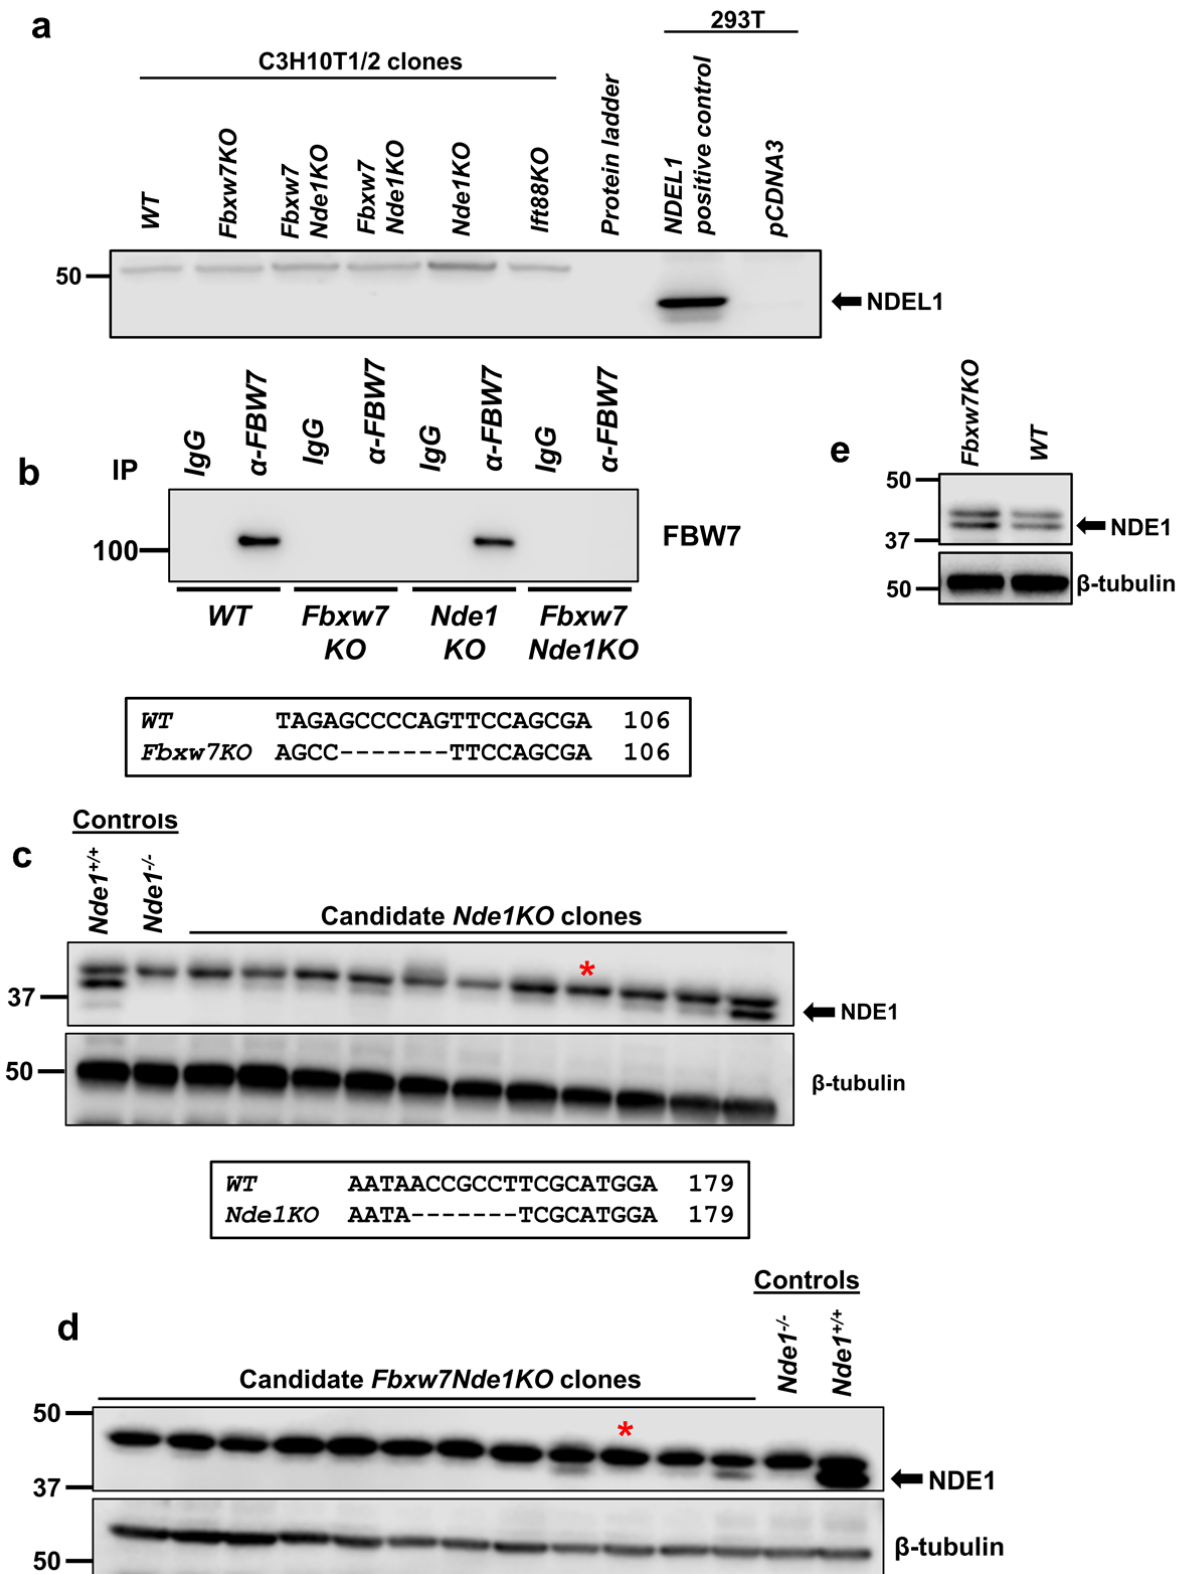 a
293T
C3H10T1/2 clones
WT
Fbxw7KO
Fbxw7
Nde1KO
Fbxw7
Nde1KO
Nde1KO
Ift88KO
Protein ladder
NDEL1
positive control
pCDNA3
50
NDEL1
b
IP
IgG
α-FBW7
IgG
α-FBW7
IgG
α-FBW7
IgG
α-FBW7
100
FBW7
WT
Fbxw7
KO
Nde1
KO
Fbxw7
Nde1KO
e
Fbxw7KO
WT
50
37
NDE1
50
β-tubulin
WT TAGAGCCCCAGTTCCAGCGA 106
Fbxw7KO AGCC-------TTCCAGCGA 106
c
Controls
Nde1+/+
Nde1-/-
Candidate Nde1KO clones
*
37
NDE1
50
β-tubulin
WT AATAACCGCCTTCGCATGGA 179
Nde1KO AATA-------TCGCATGGA 179
d
Controls
Candidate Fbxw7Nde1KO clones
Nde1-/-
Nde1+/+
50
*
37
NDE1
50
β-tubulin